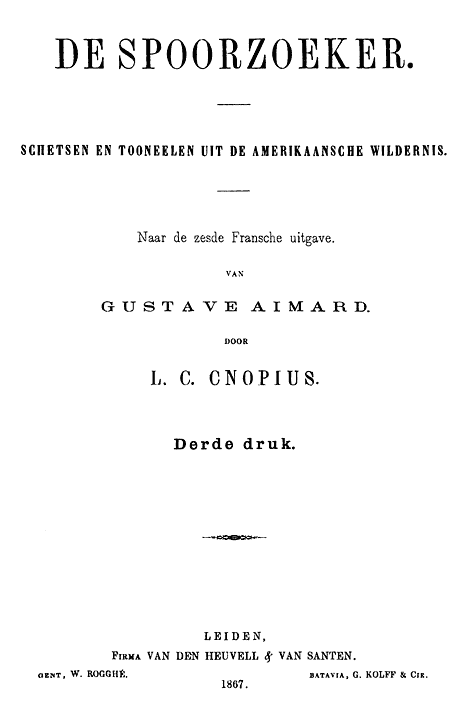 DE SPOORZOEKER.
SCHETSEN EN TOONEELEN UIT DE AMERIKAANSCHE WILDERNIS.
Naar de zesde Fransche uitgave.
VAN
GUSTAVE AIMARD.
DOOR
L. C. CNOPIUS.
Derde druk.
LEIDEN,
FIRMA VAN DEN HEUVELL & VAN SANTEN.
GENT, W. ROGGHÉ. BATAVIA, G. KOLFF & CIE.
1867.